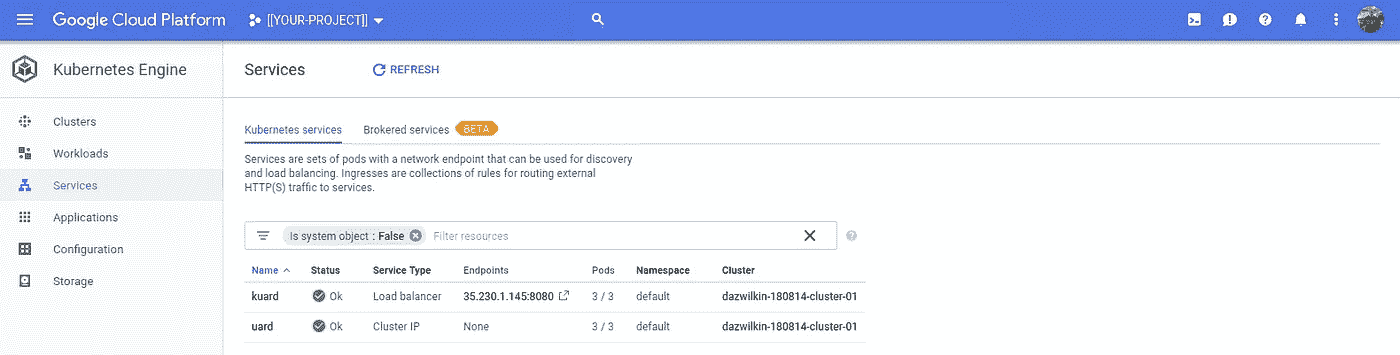 Google Cloud Platform [[YOUR-PROJECT]]
Kubernetes Engine
Services REFRESH
Clusters
Workloads
Services
Applications
Configuration
Storage
Kubernetes services Brokered services BETA
Services are sets of pods with a network endpoint that can be used for discovery
and load balancing. Ingresses are collections of rules for routing external
HTTP(S) traffic to services.
Is system object : False Filter resources
Name Status Service Type Endpoints Pods Namespace Cluster
kuard Ok Load balancer 35.230.1.145:8080 3 / 3 default dazwilkin-180814-cluster-01
uard Ok Cluster IP None 3 / 3 default dazwilkin-180814-cluster-01